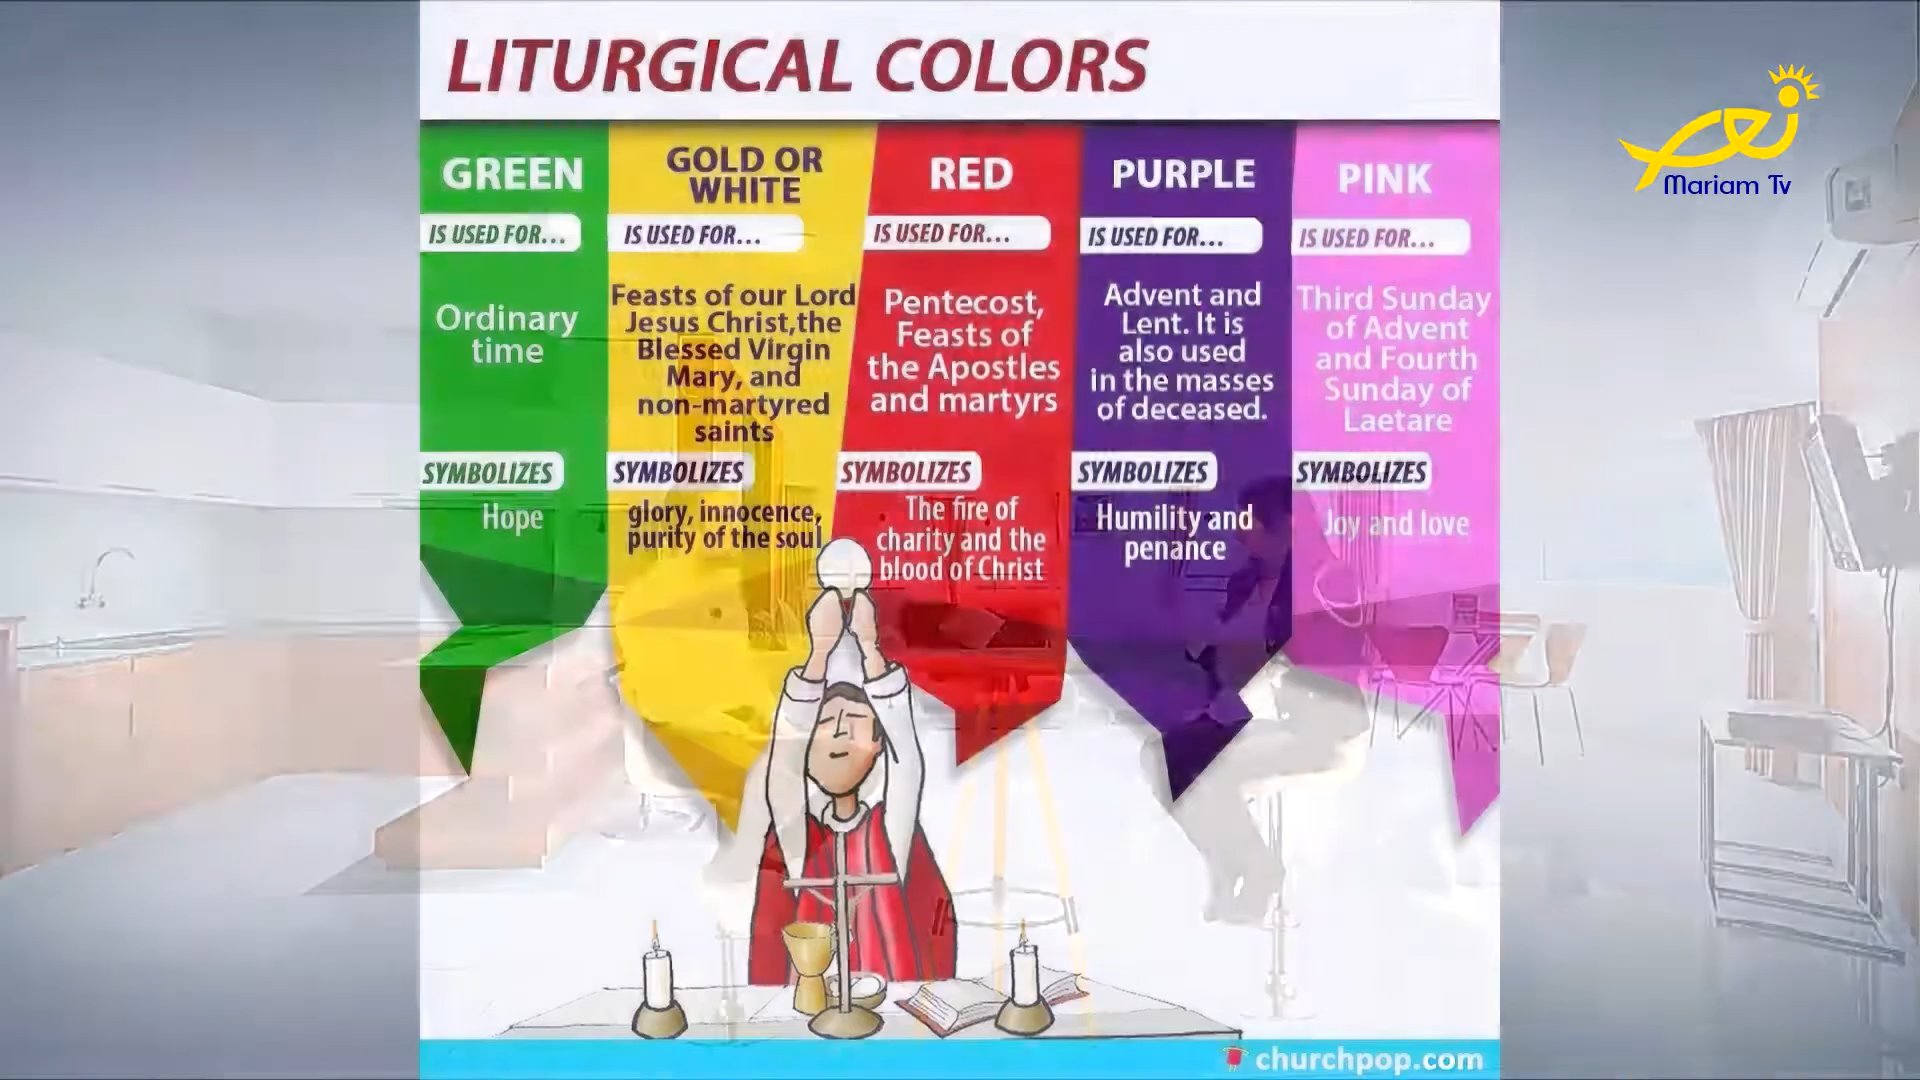 LITURGICAL COLORS
Mariam Tv
GREEN
IS USED FOR...
Ordinary
time
SYMBOLIZES
Hope
GOLD OR
WHITE
IS USED FOR...
Feasts of our Lord
Jesus Christ,the
Blessed Virgin
Mary, and
non-martyred
saints
SYMBOLIZES
glory, innocence,
purity of the soul
RED
IS USED FOR...
Pentecost,
Feasts of
the Apostles
and martyrs
SYMBOLIZES
The fire of
charity and the
blood of Christ
PURPLE
IS USED FOR...
Advent and
Lent. It is
also used
in the masses
of deceased.
SYMBOLIZES
Humility and
penance
PINK
IS USED FOR...
Third Sunday
of Advent
and Fourth
Sunday of
Laetare
SYMBOLIZES
Joy and love
churchpop.com